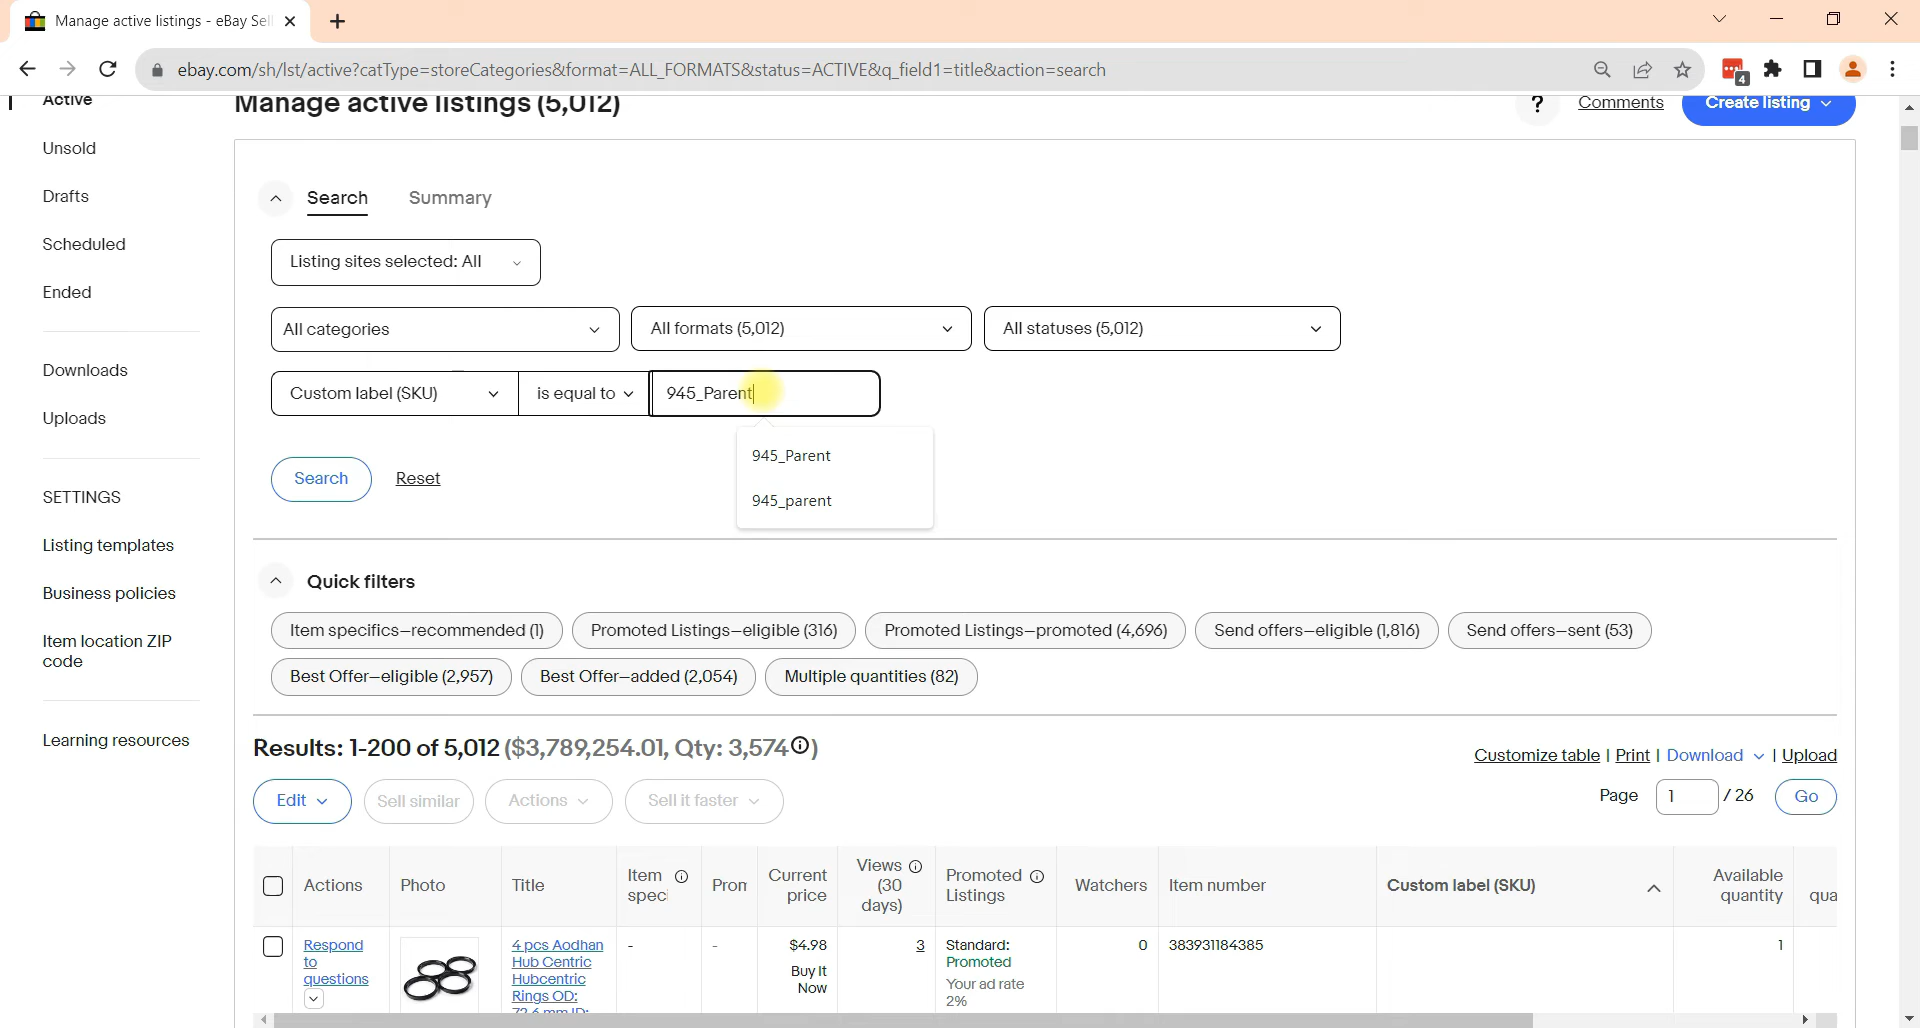 Manage active listings - eBay Sell
ebay.com/sh/lst/active?catType=storeCategories&format=ALL_FORMATS&status=ACTIVE&q_field1=title&action=search
4
Active
Unsold
Drafts
Scheduled
Ended
Downloads
Uploads
SETTINGS
Listing templates
Business policies
Item location ZIP
code
Learning resources
Manage active listings (5,012)
?
Comments
Create listing
Search
Summary
Listing sites selected: All
All categories
All formats (5,012)
All statuses (5,012)
Custom label (SKU)
is equal to
945_Parent
945_Parent
945_parent
Search
Reset
Quick filters
Item specifics–recommended (1)
Promoted Listings–eligible (316)
Promoted Listings–promoted (4,696)
Send offers–eligible (1,816)
Send offers–sent (53)
Best Offer–eligible (2,957)
Best Offer–added (2,054)
Multiple quantities (82)
Results: 1-200 of 5,012 ($3,789,254.01, Qty: 3,574)
Customize table | Print | Download | Upload
Edit
Sell similar
Actions
Sell it faster
Page 1 / 26 Go
Actions
Photo
Title
Item
speci
Prom
Current
price
Views
(30
days)
Promoted
Listings
Watchers
Item number
Custom label (SKU)
Available
quantity
qua
Respond
to
questions
4 pcs Aodhan
Hub Centric
Hubcentric
Rings OD:
72.6 mm ID:
-
-
$4.98
Buy It
Now
3
Standard:
Promoted
Your ad rate
2%
0
383931184385
1